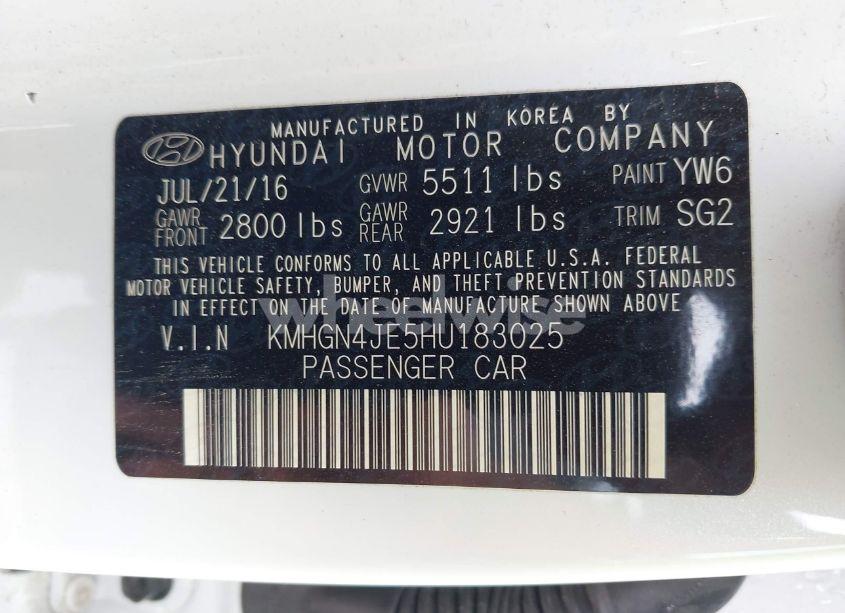 MANUFACTURED IN KOREA BY
HYUNDAI MOTOR COMPANY
JUL/21/16 GVWR 5511 lbs PAINT YW6
GAWR FRONT 2800 lbs GAWR REAR 2921 lbs TRIM SG2
THIS VEHICLE CONFORMS TO ALL APPLICABLE U.S.A. FEDERAL
MOTOR VEHICLE SAFETY, BUMPER, AND THEFT PREVENTION STANDARDS
IN EFFECT ON THE DATE OF MANUFACTURE SHOWN ABOVE
wheelwise
V.I.N KMHGN4JE5HU183025
PASSENGER CAR